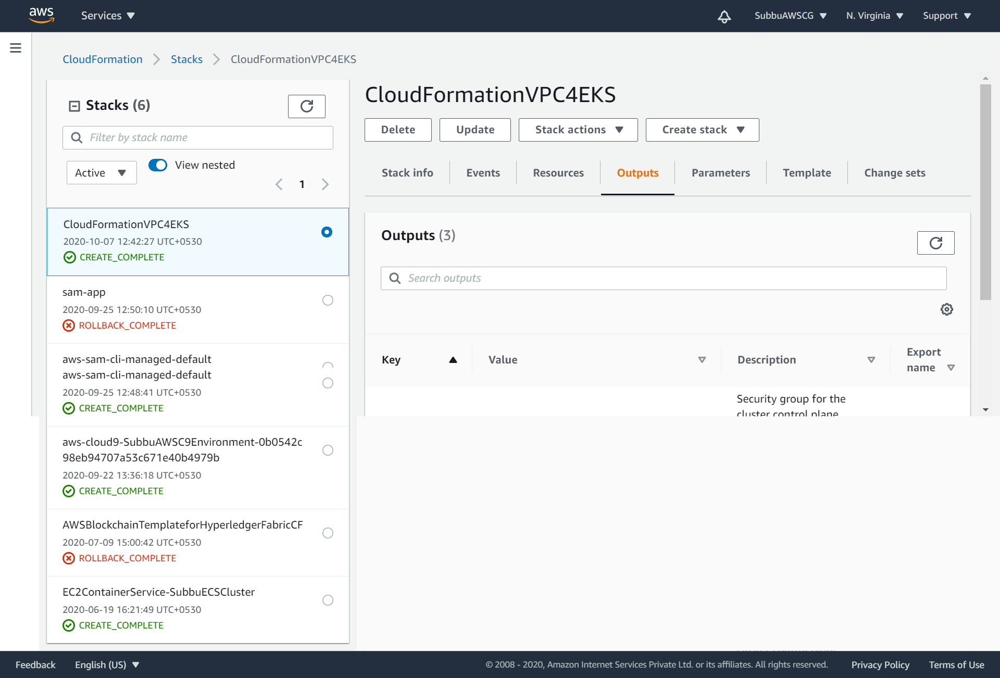 aws
Services
SubbuAWSCG
N. Virginia
Support
CloudFormation
Stacks
CloudFormationVPC4EKS
Stacks (6)
Filter by stack name
Active
View nested
1
CloudFormationVPC4EKS
2020-10-07 12:42:27 UTC+0530
CREATE_COMPLETE
sam-app
2020-09-25 12:50:10 UTC+0530
ROLLBACK_COMPLETE
aws-sam-cli-managed-default
aws-sam-cli-managed-default
2020-09-25 12:48:41 UTC+0530
CREATE_COMPLETE
aws-cloud9-SubbuAWSC9Environment-0b0542c
98eb94707a53c671e40b4979b
2020-09-22 13:36:18 UTC+0530
CREATE_COMPLETE
AWSBlockchainTemplateforHyperledgerFabricCF
2020-07-09 15:00:42 UTC+0530
ROLLBACK_COMPLETE
EC2ContainerService-SubbuECSCluster
2020-06-19 16:21:49 UTC+0530
CREATE_COMPLETE
CloudFormationVPC4EKS
Delete
Update
Stack actions
Create stack
Stack info
Events
Resources
Outputs
Parameters
Template
Change sets
Outputs (3)
Search outputs
Key
Value
Description
Export
name
Security group for the
cluster control plane
Feedback
English (US)
© 2008 - 2020, Amazon Internet Services Private Ltd. or its affiliates. All rights reserved.
Privacy Policy
Terms of Use